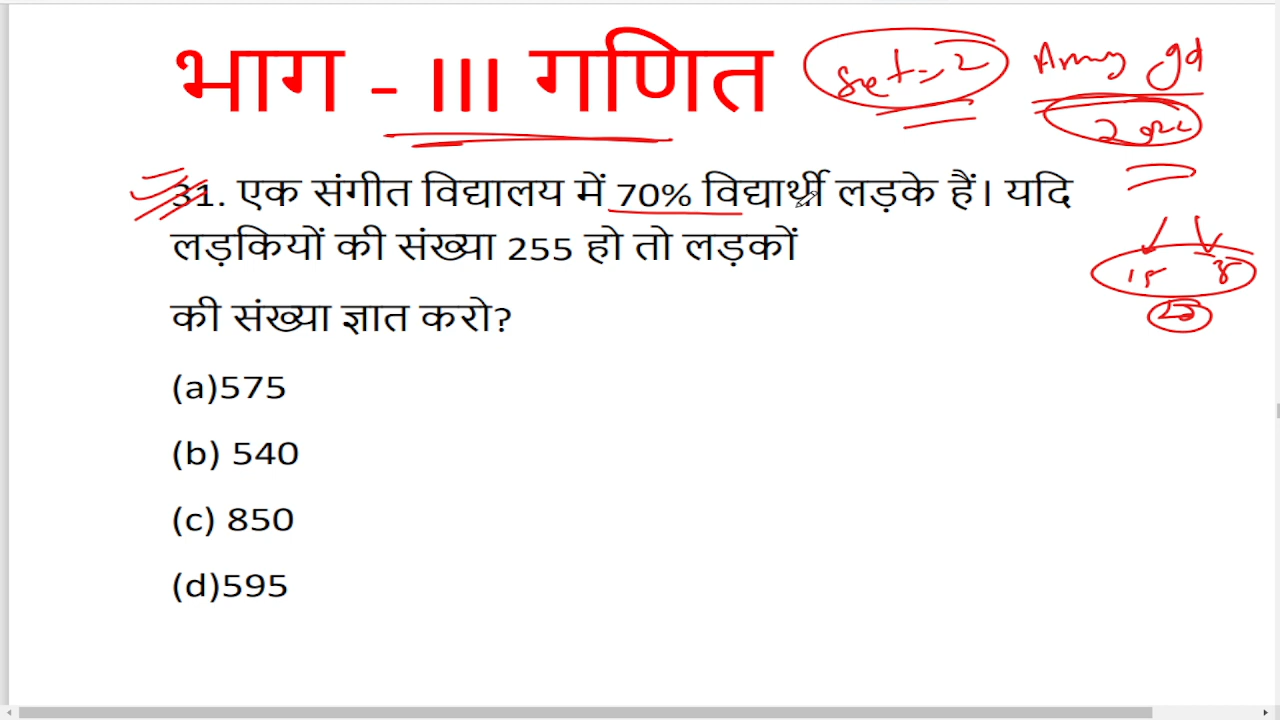 भाग - III गणित
Set = 2
Army gd
31. एक संगीत विद्यालय में 70% विद्यार्थी लड़के हैं। यदि
लड़कियों की संख्या 255 हो तो लड़कों
की संख्या ज्ञात करो?
(a)575
(b) 540
(c) 850
(d)595